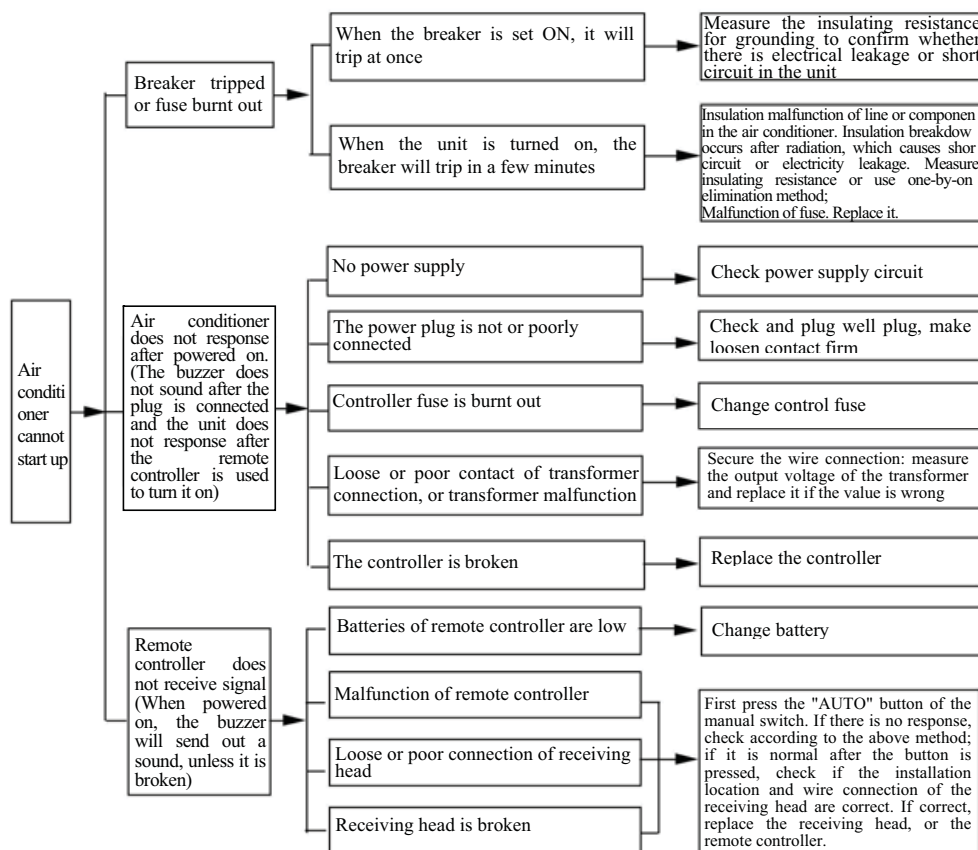 Air
conditi
oner
cannot
start up
Breaker tripped
or fuse burnt out
When the breaker is set ON, it will
trip at once
Measure the insulating resistance
for grounding to confirm whether
there is electrical leakage or short
circuit in the unit
When the unit is turned on, the
breaker will trip in a few minutes
Insulation malfunction of line or componen
in the air conditioner. Insulation breakdow
occurs after radiation, which causes shor
circuit or electricity leakage. Measure
insulating resistance or use one-by-on
elimination method;
Malfunction of fuse. Replace it.
Air conditioner
does not response
after powered on.
(The buzzer does
not sound after the
plug is connected
and the unit does
not response after
the remote
controller is used
to turn it on)
No power supply
Check power supply circuit
The power plug is not or poorly
connected
Check and plug well plug, make
loosen contact firm
Controller fuse is burnt out
Change control fuse
Loose or poor contact of transformer
connection, or transformer malfunction
Secure the wire connection: measure
the output voltage of the transformer
and replace it if the value is wrong
The controller is broken
Replace the controller
Remote
controller does
not receive signal
(When powered
on, the buzzer
will send out a
sound, unless it is
broken)
Batteries of remote controller are low
Change battery
Malfunction of remote controller
Loose or poor connection of receiving
head
Receiving head is broken
First press the "AUTO" button of the
manual switch. If there is no response,
check according to the above method;
if it is normal after the button is
pressed, check if the installation
location and wire connection of the
receiving head are correct. If correct,
replace the receiving head, or the
remote controller.